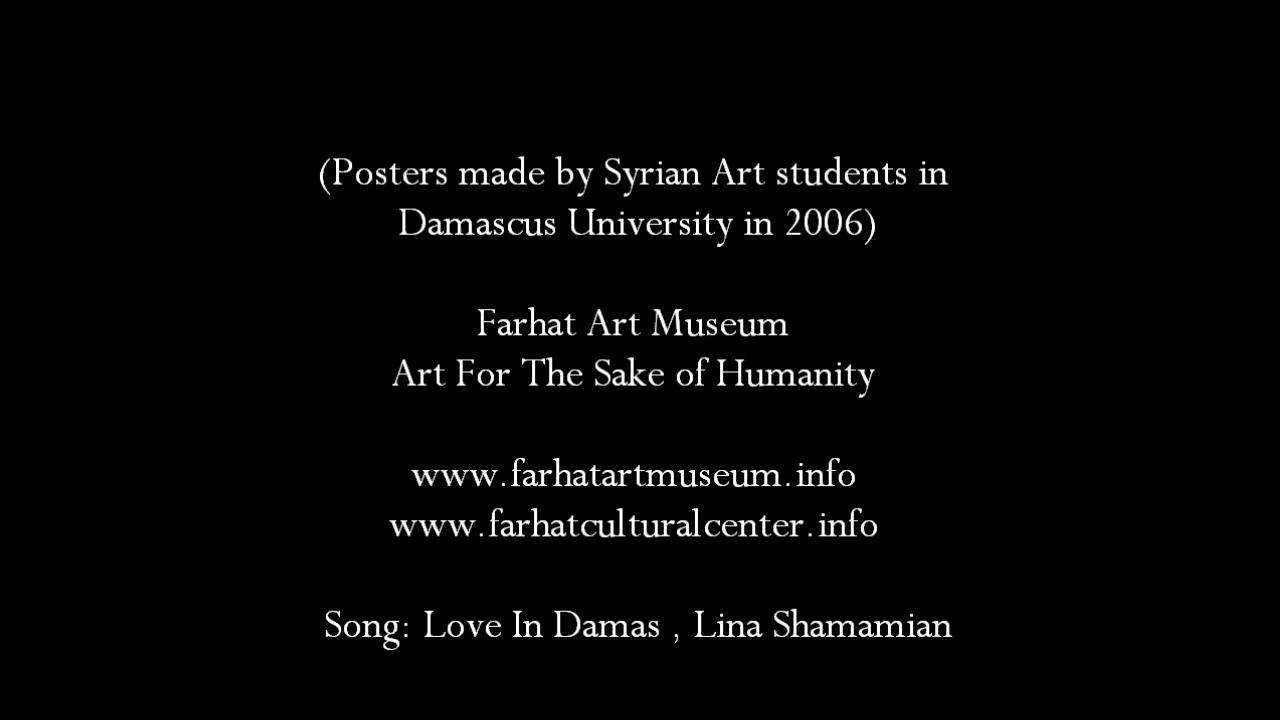 (Posters made by Syrian Art students in
Damascus University in 2006)
Farhat Art Museum
Art For The Sake of Humanity
www.farhatartmuseum.info
www.farhatculturalcenter.info
Song: Love In Damas , Lina Shamamian